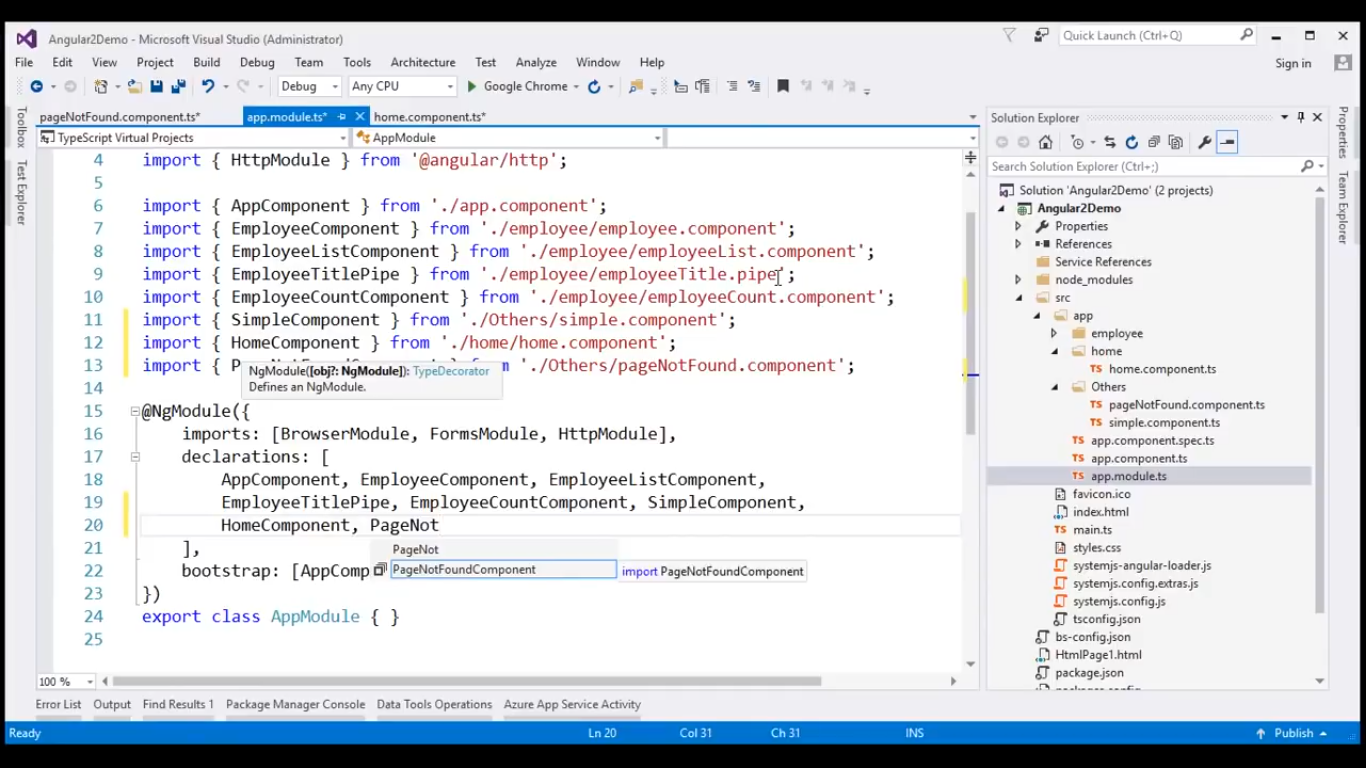 Angular2Demo - Microsoft Visual Studio (Administrator)
Quick Launch (Ctrl+Q)
File Edit View Project Build Debug Team Tools Architecture Test Analyze Window Help
Sign in
Debug Any CPU Google Chrome
pageNotFound.component.ts* app.module.ts* home.component.ts*
TypeScript Virtual Projects AppModule
4 import { HttpModule } from '@angular/http';
5
6 import { AppComponent } from './app.component';
7 import { EmployeeComponent } from './employee/employee.component';
8 import { EmployeeListComponent } from './employee/employeeList.component';
9 import { EmployeeTitlePipe } from './employee/employeeTitle.pipe';
10 import { EmployeeCountComponent } from './employee/employeeCount.component';
11 import { SimpleComponent } from './Others/simple.component';
12 import { HomeComponent } from './home/home.component';
13 import { './Others/pageNotFound.component';
NgModule([obj?: NgModule]): TypeDecorator
Defines an NgModule.
14
15 @NgModule({
16 imports: [BrowserModule, FormsModule, HttpModule],
17 declarations: [
18 AppComponent, EmployeeComponent, EmployeeListComponent,
19 EmployeeTitlePipe, EmployeeCountComponent, SimpleComponent,
20 HomeComponent, PageNot
21 ],
PageNot
22 bootstrap: [AppComp
PageNotFoundComponent
import PageNotFoundComponent
23 })
24 export class AppModule { }
25
100 %
Toolbox
Test Explorer
Solution Explorer
Search Solution Explorer (Ctrl+;)
Solution 'Angular2Demo' (2 projects)
Angular2Demo
Properties
References
Service References
node_modules
src
app
employee
home
home.component.ts
Others
pageNotFound.component.ts
simple.component.ts
app.component.spec.ts
app.component.ts
app.module.ts
favicon.ico
index.html
main.ts
styles.css
systemjs-angular-loader.js
systemjs.config.extras.js
systemjs.config.js
tsconfig.json
bs-config.json
HtmlPage1.html
package.json
Properties
Team Explorer
Error List Output Find Results 1 Package Manager Console Data Tools Operations Azure App Service Activity
Ready Ln 20 Col 31 Ch 31 INS Publish